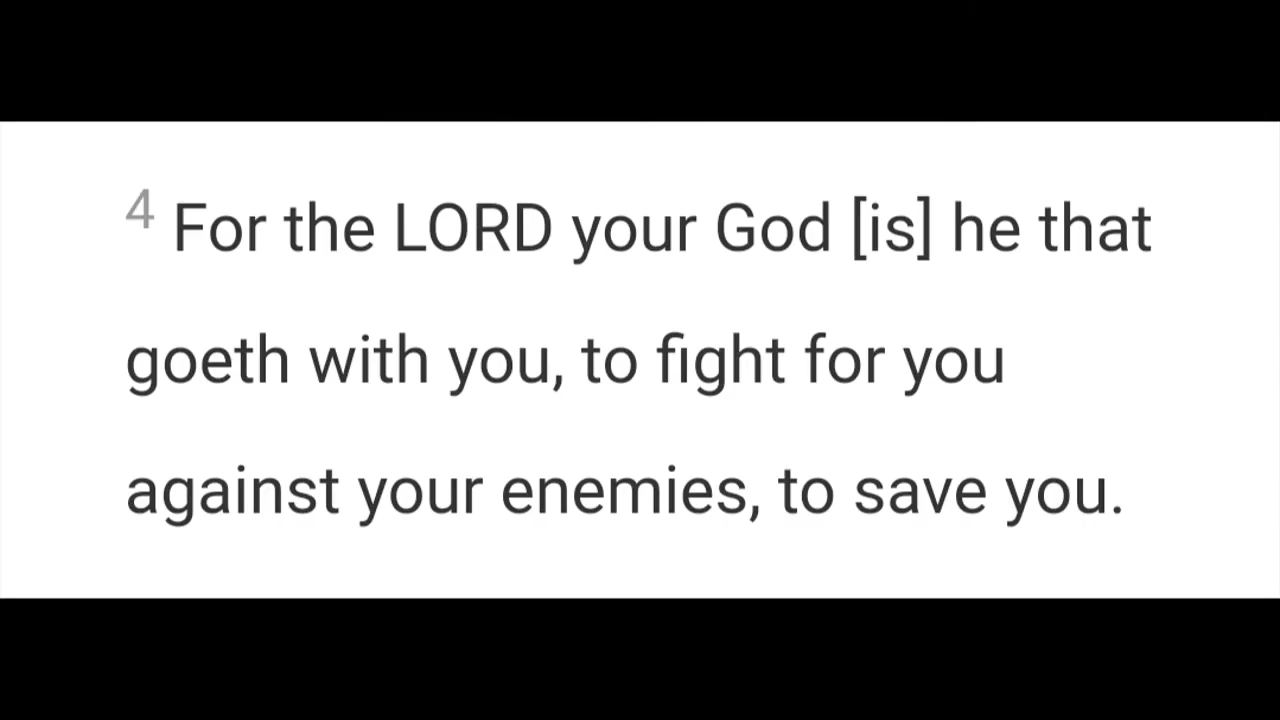 4 For the LORD your God [is] he that
goeth with you, to fight for you
against your enemies, to save you.